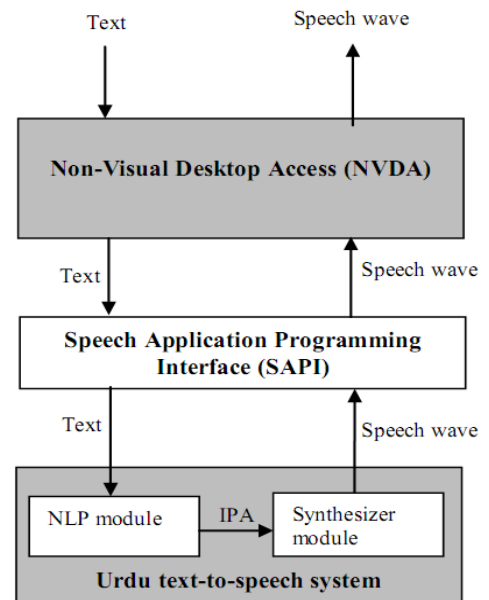 Text
Speech wave
Non-Visual Desktop Access (NVDA)
Text
Speech wave
Speech Application Programming
Interface (SAPI)
Text
Speech wave
NLP module
IPA
Synthesizer
module
Urdu text-to-speech system